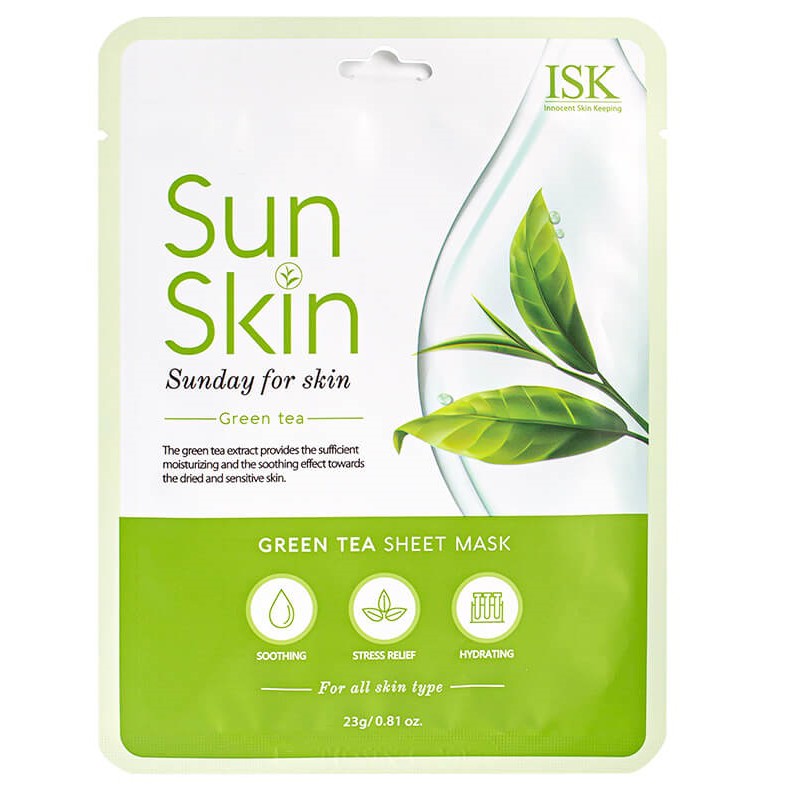 ISK
Innocent Skin Keeping
Sun
Skin
Sunday for skin
Green tea
The green tea extract provides the sufficient
moisturizing and the soothing effect towards
the dried and sensitive skin.
GREEN TEA SHEET MASK
SOOTHING
STRESS RELIEF
HYDRATING
For all skin type
23g/0.81 oz.